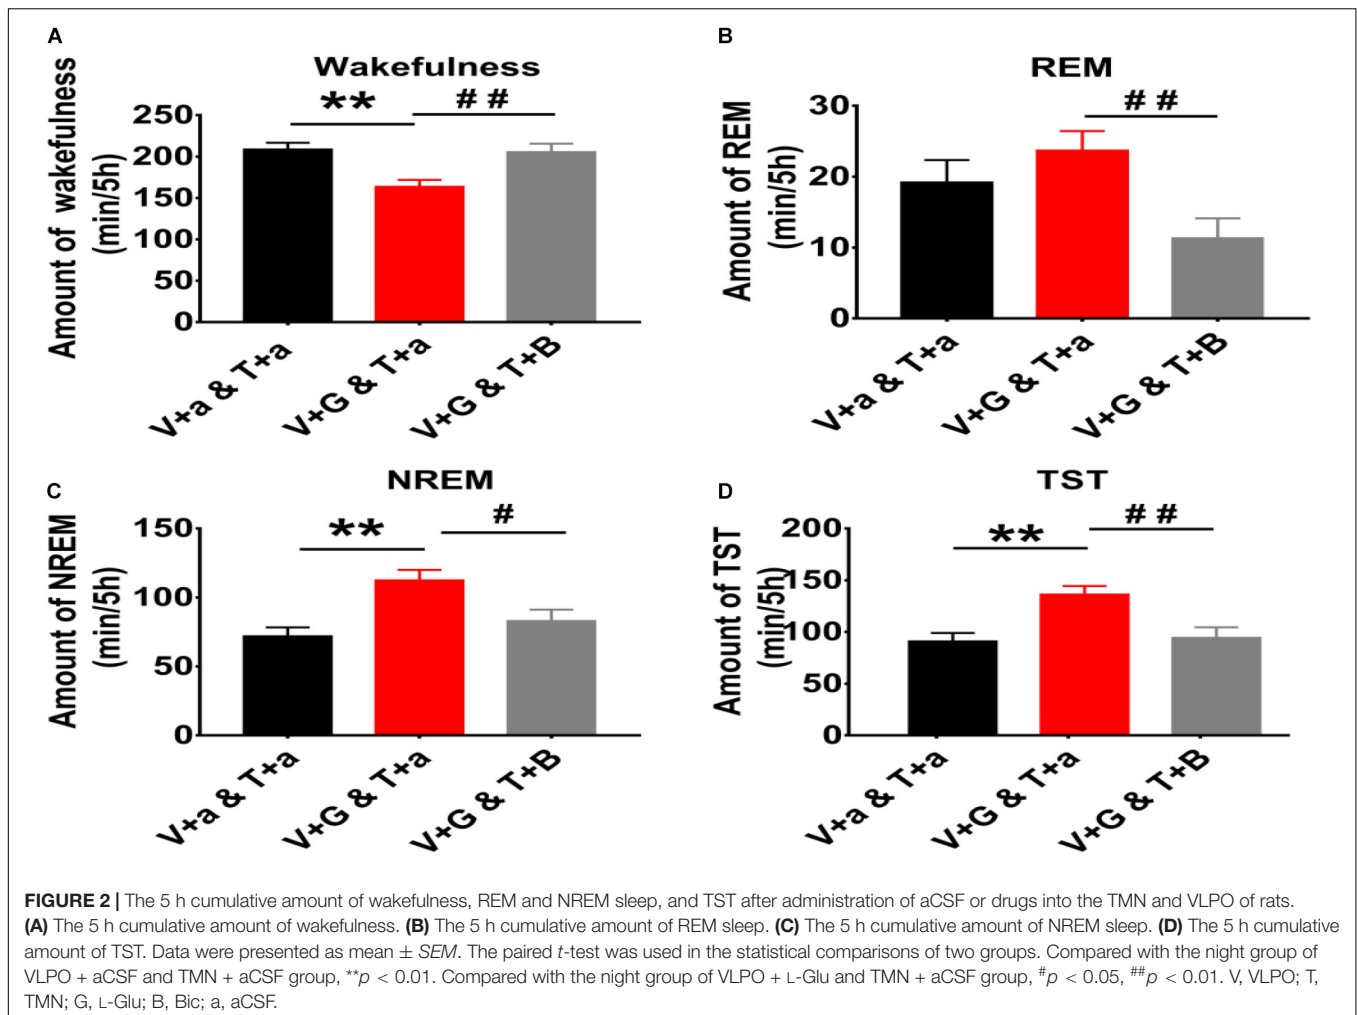 A
Wakefulness
Amount of wakefulness
(min/5h)
**
# #
250
200
150
100
50
0
V+a & T+a
V+G & T+a
V+G & T+B
B
REM
Amount of REM
(min/5h)
# #
30
20
10
0
V+a & T+a
V+G & T+a
V+G & T+B
C
NREM
Amount of NREM
(min/5h)
**
#
150
100
50
0
V+a & T+a
V+G & T+a
V+G & T+B
D
TST
Amount of TST
(min/5h)
**
# #
200
150
100
50
0
V+a & T+a
V+G & T+a
V+G & T+B
FIGURE 2 | The 5 h cumulative amount of wakefulness, REM and NREM sleep, and TST after administration of aCSF or drugs into the TMN and VLPO of rats.
(A) The 5 h cumulative amount of wakefulness. (B) The 5 h cumulative amount of REM sleep. (C) The 5 h cumulative amount of NREM sleep. (D) The 5 h cumulative
amount of TST. Data were presented as mean ± SEM. The paired t-test was used in the statistical comparisons of two groups. Compared with the night group of
VLPO + aCSF and TMN + aCSF group, **p < 0.01. Compared with the night group of VLPO + L-Glu and TMN + aCSF group, #p < 0.05, ##p < 0.01. V, VLPO; T,
TMN; G, L-Glu; B, Bic; a, aCSF.